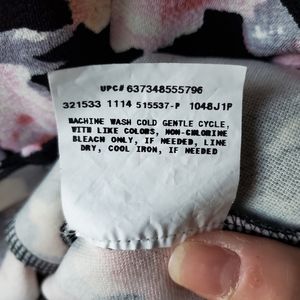 UPC# 637348555796
321533 1114 515537-P 1048J1P
MACHINE WASH COLD GENTLE CYCLE,
WITH LIKE COLORS, NON-CHLORINE
BLEACH ONLY, IF NEEDED, LINE
DRY, COOL IRON, IF NEEDED